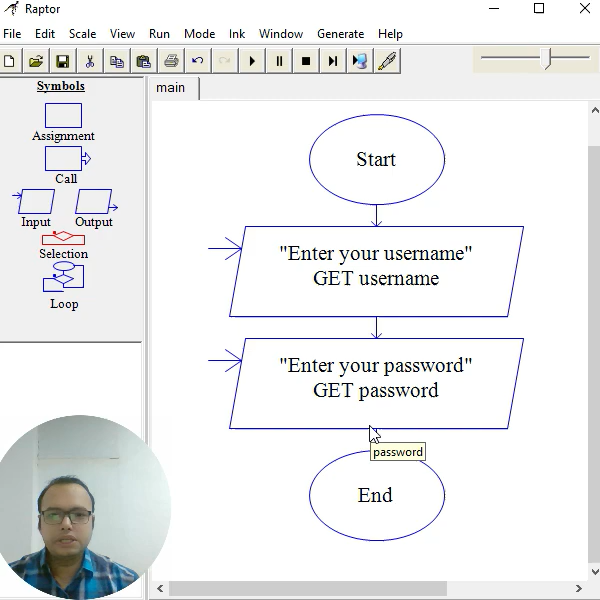 Raptor
File Edit Scale View Run Mode Ink Window Generate Help
Symbols
Assignment
Call
Input Output
Selection
Loop
main
Start
"Enter your username"
GET username
"Enter your password"
GET password
password
End